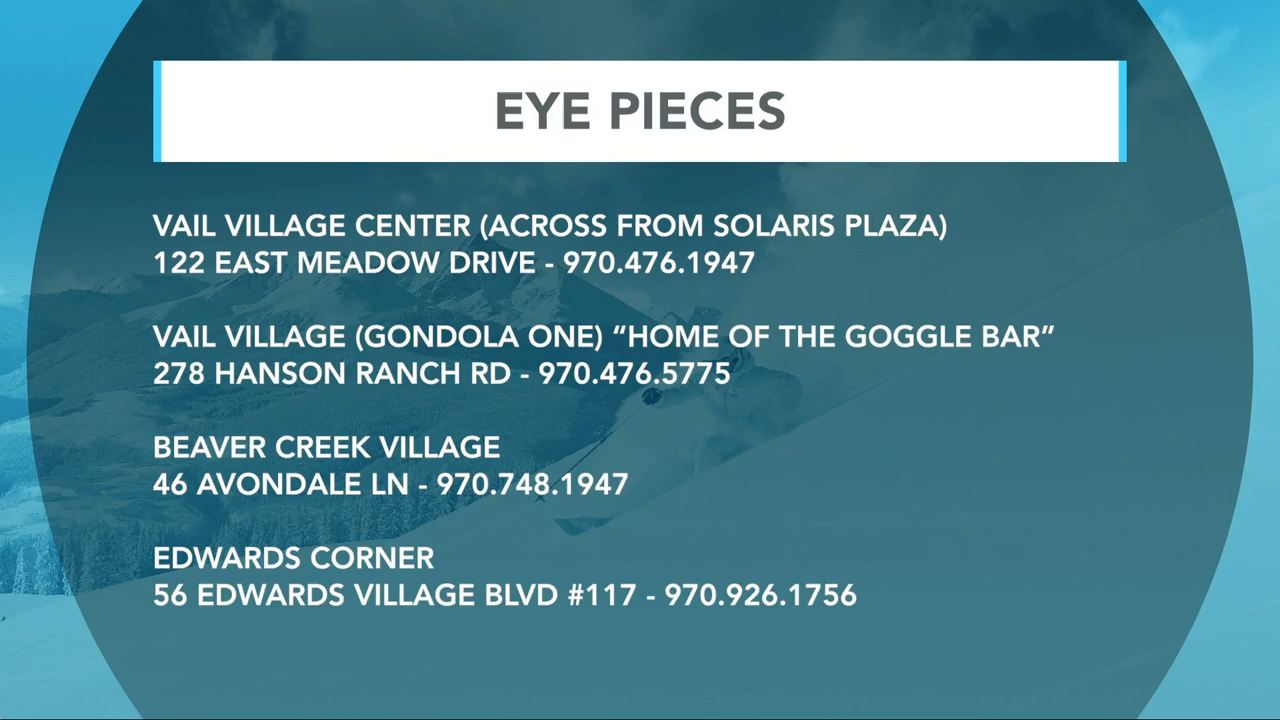 EYE PIECES
VAIL VILLAGE CENTER (ACROSS FROM SOLARIS PLAZA)
122 EAST MEADOW DRIVE - 970.476.1947
VAIL VILLAGE (GONDOLA ONE) “HOME OF THE GOGGLE BAR”
278 HANSON RANCH RD - 970.476.5775
BEAVER CREEK VILLAGE
46 AVONDALE LN - 970.748.1947
EDWARDS CORNER
56 EDWARDS VILLAGE BLVD #117 - 970.926.1756